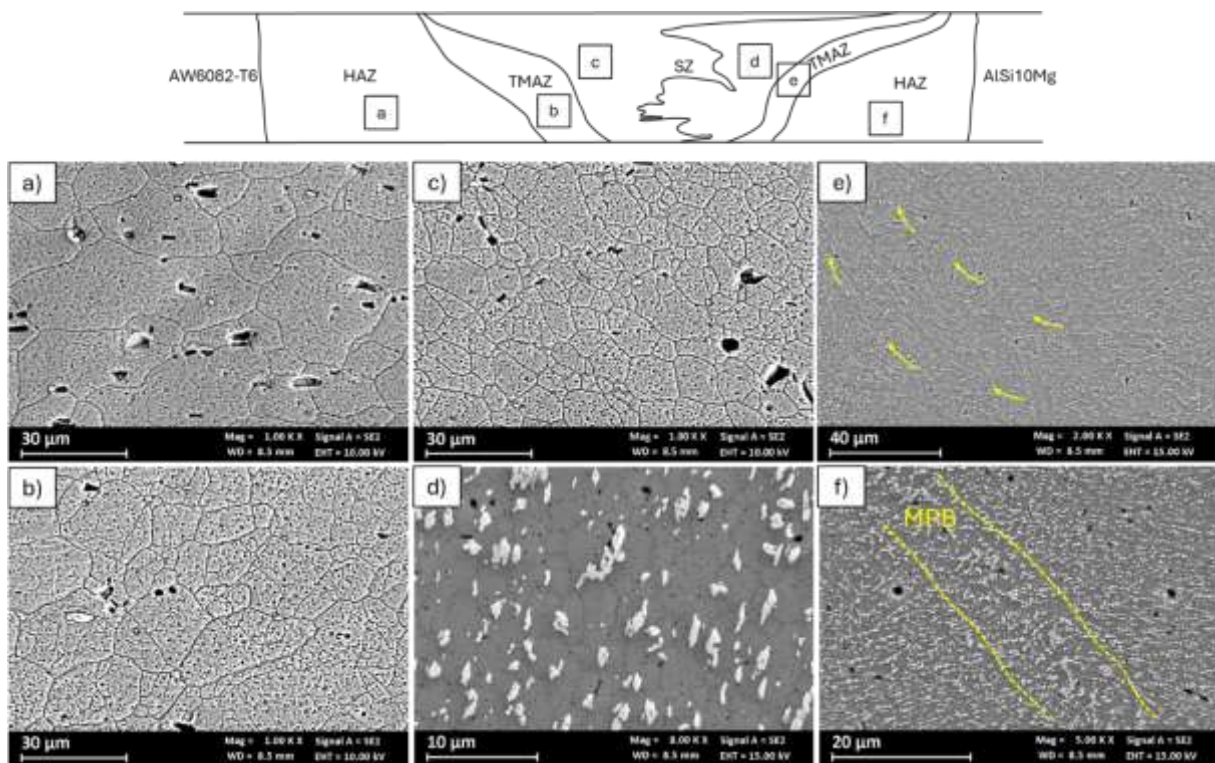 AW6082-T6
HAZ
TMAZ
SZ
TMAZ
HAZ
AlSi10Mg
a
b
c
d
e
f
a)
30 µm
Mag = 1.00 K X Signal A = SE2
WD = 8.5 mm EHT = 10.00 kV
c)
30 µm
Mag = 1.00 K X Signal A = SE2
WD = 8.5 mm EHT = 10.00 kV
e)
40 µm
Mag = 2.00 K X Signal A = SE2
WD = 8.5 mm EHT = 15.00 kV
b)
30 µm
Mag = 1.00 K X Signal A = SE2
WD = 8.5 mm EHT = 10.00 kV
d)
10 µm
Mag = 8.00 K X Signal A = SE2
WD = 8.5 mm EHT = 15.00 kV
f)
MPB
20 µm
Mag = 5.00 K X Signal A = SE2
WD = 8.5 mm EHT = 15.00 kV